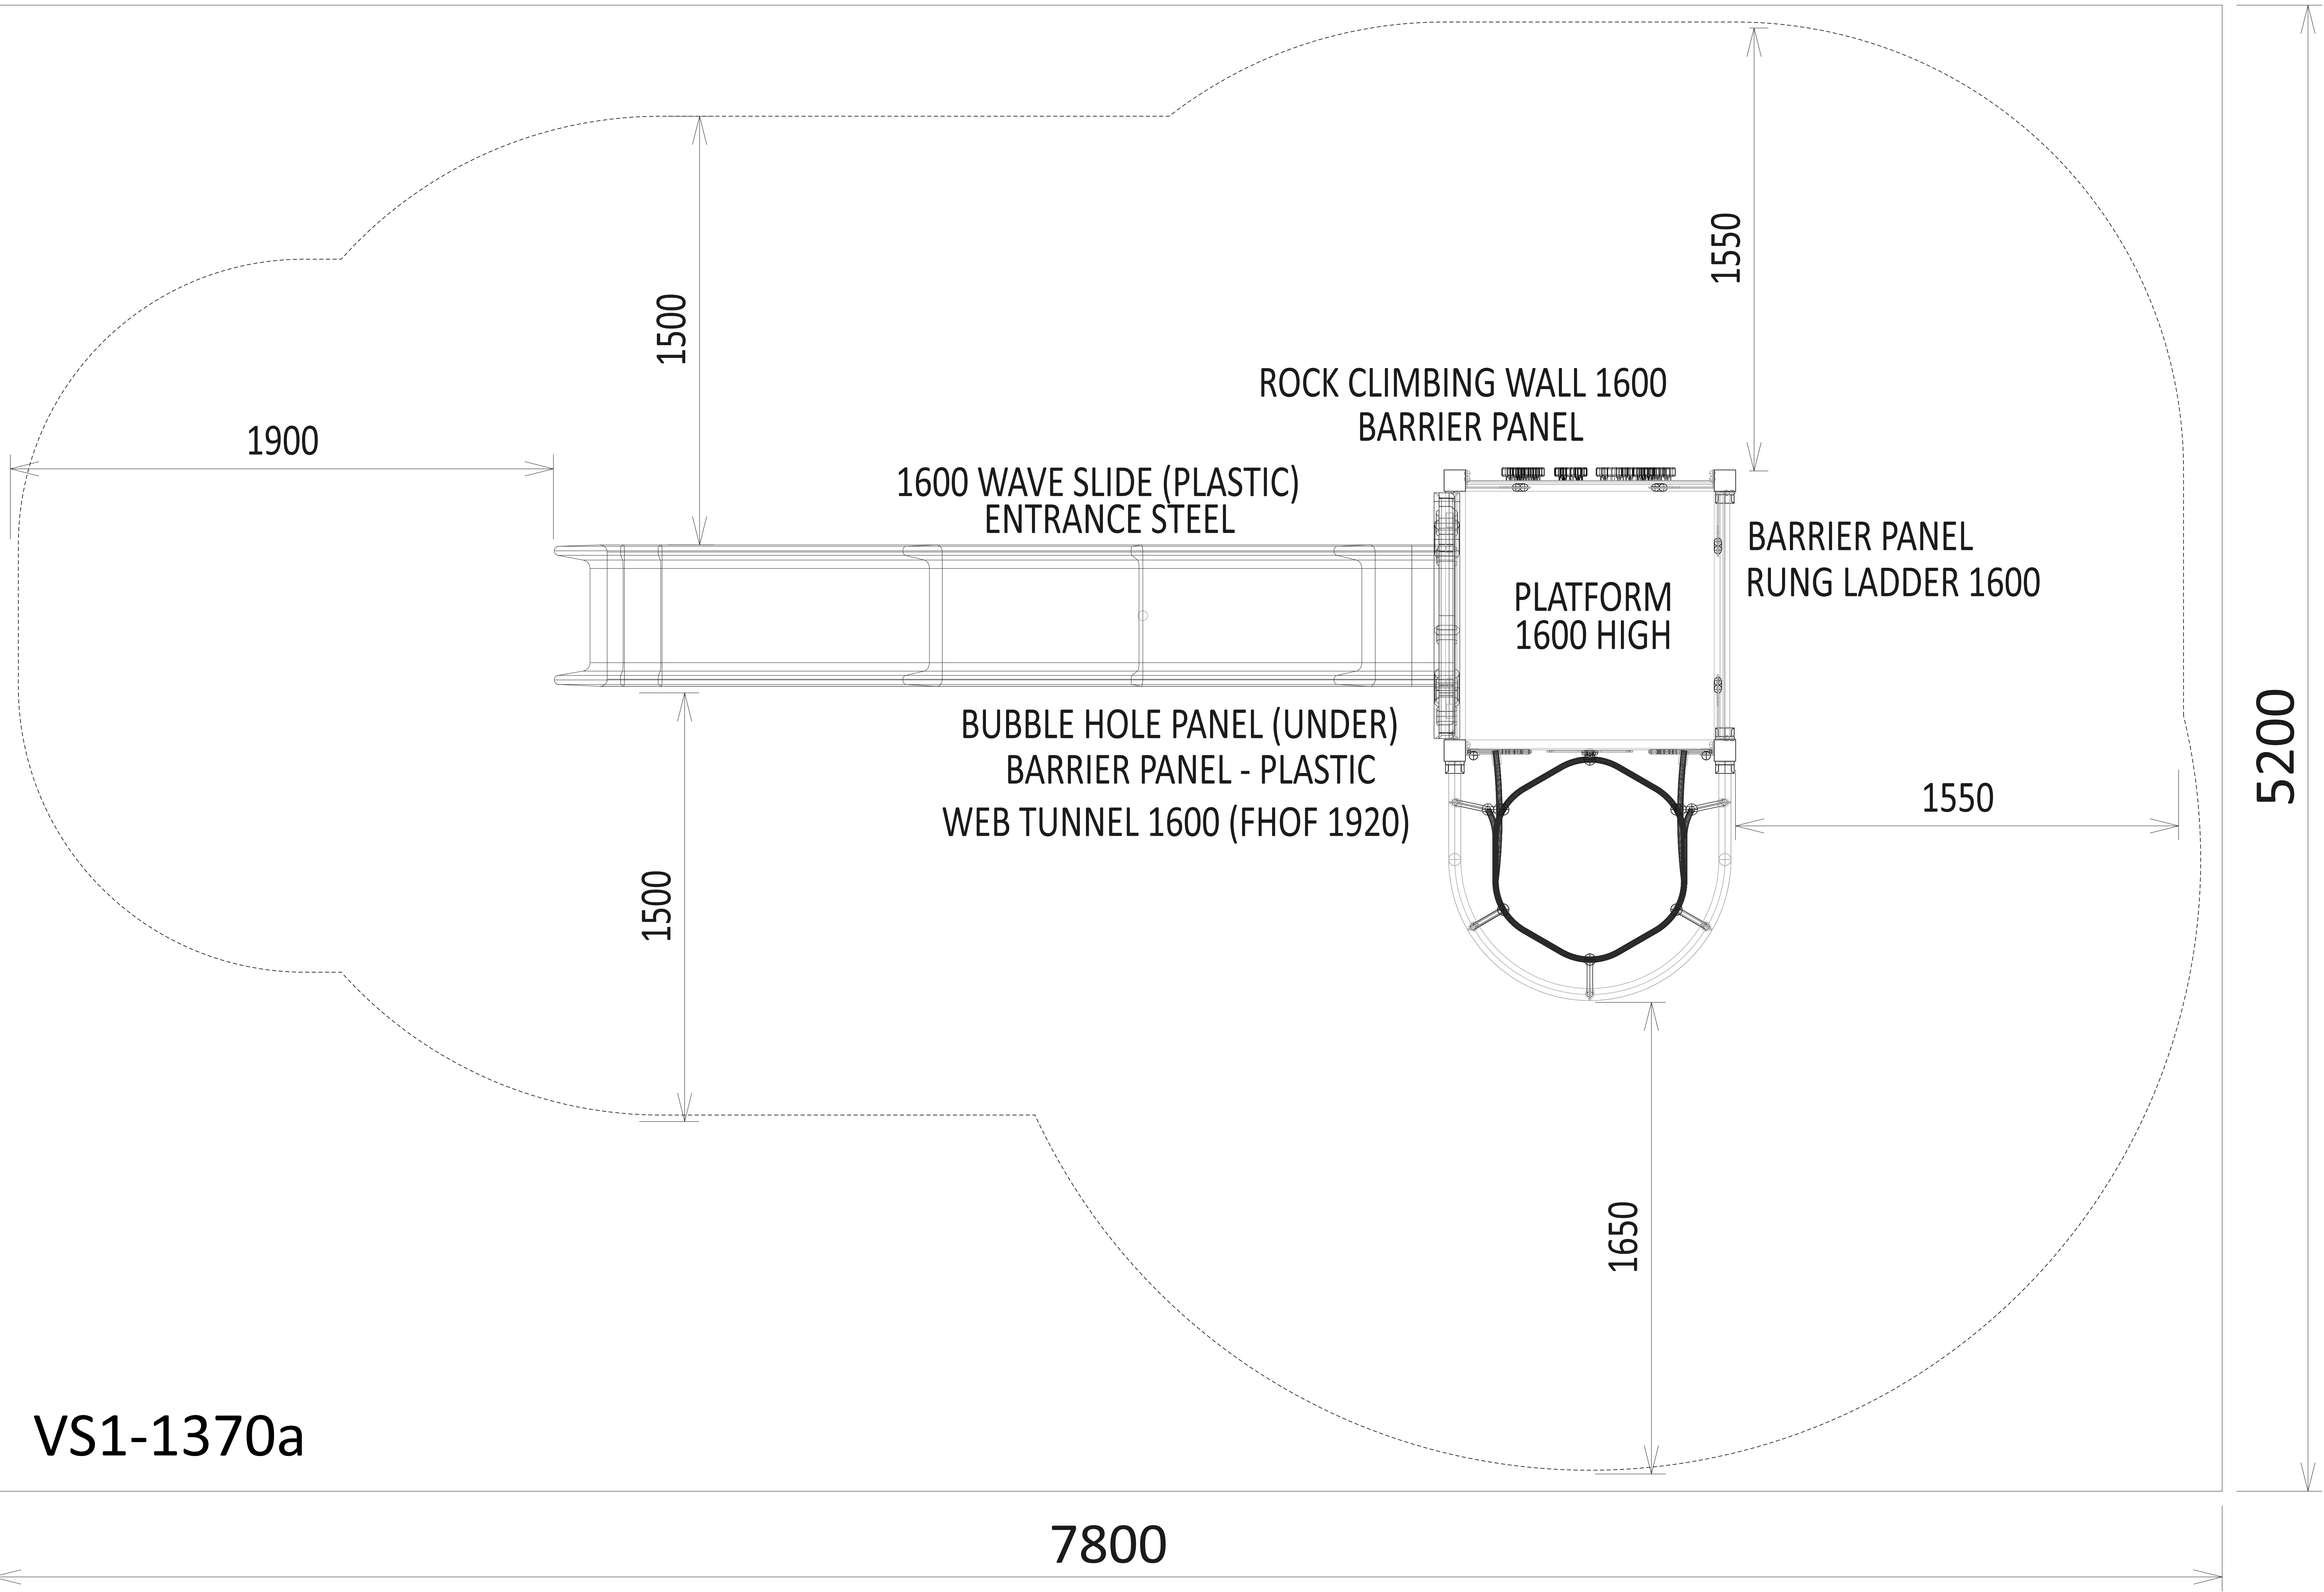 1550
1500
1900
ROCK CLIMBING WALL 1600
BARRIER PANEL
1600 WAVE SLIDE (PLASTIC)
ENTRANCE STEEL
BARRIER PANEL
RUNG LADDER 1600
PLATFORM
1600 HIGH
BUBBLE HOLE PANEL (UNDER)
BARRIER PANEL - PLASTIC
WEB TUNNEL 1600 (FHOF 1920)
1550
5200
1500
1650
VS1-1370a
7800